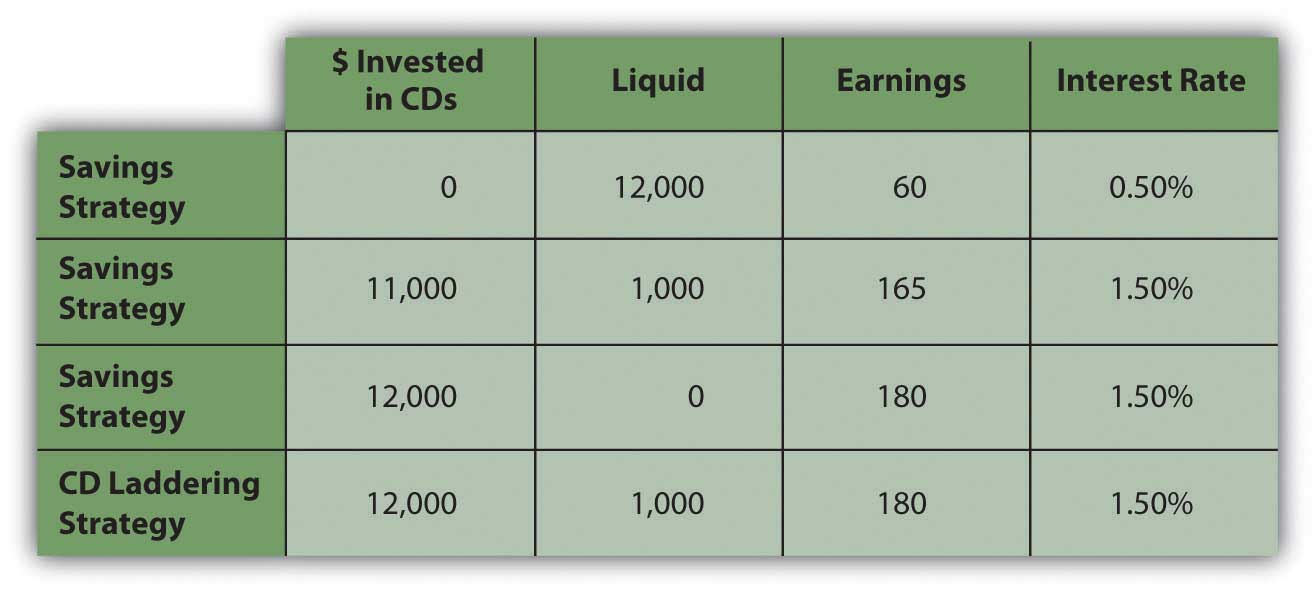 $ Invested
in CDs
Liquid
Earnings
Interest Rate
Savings
Strategy
0
12,000
60
0.50%
Savings
Strategy
11,000
1,000
165
1.50%
Savings
Strategy
12,000
0
180
1.50%
CD Laddering
Strategy
12,000
1,000
180
1.50%